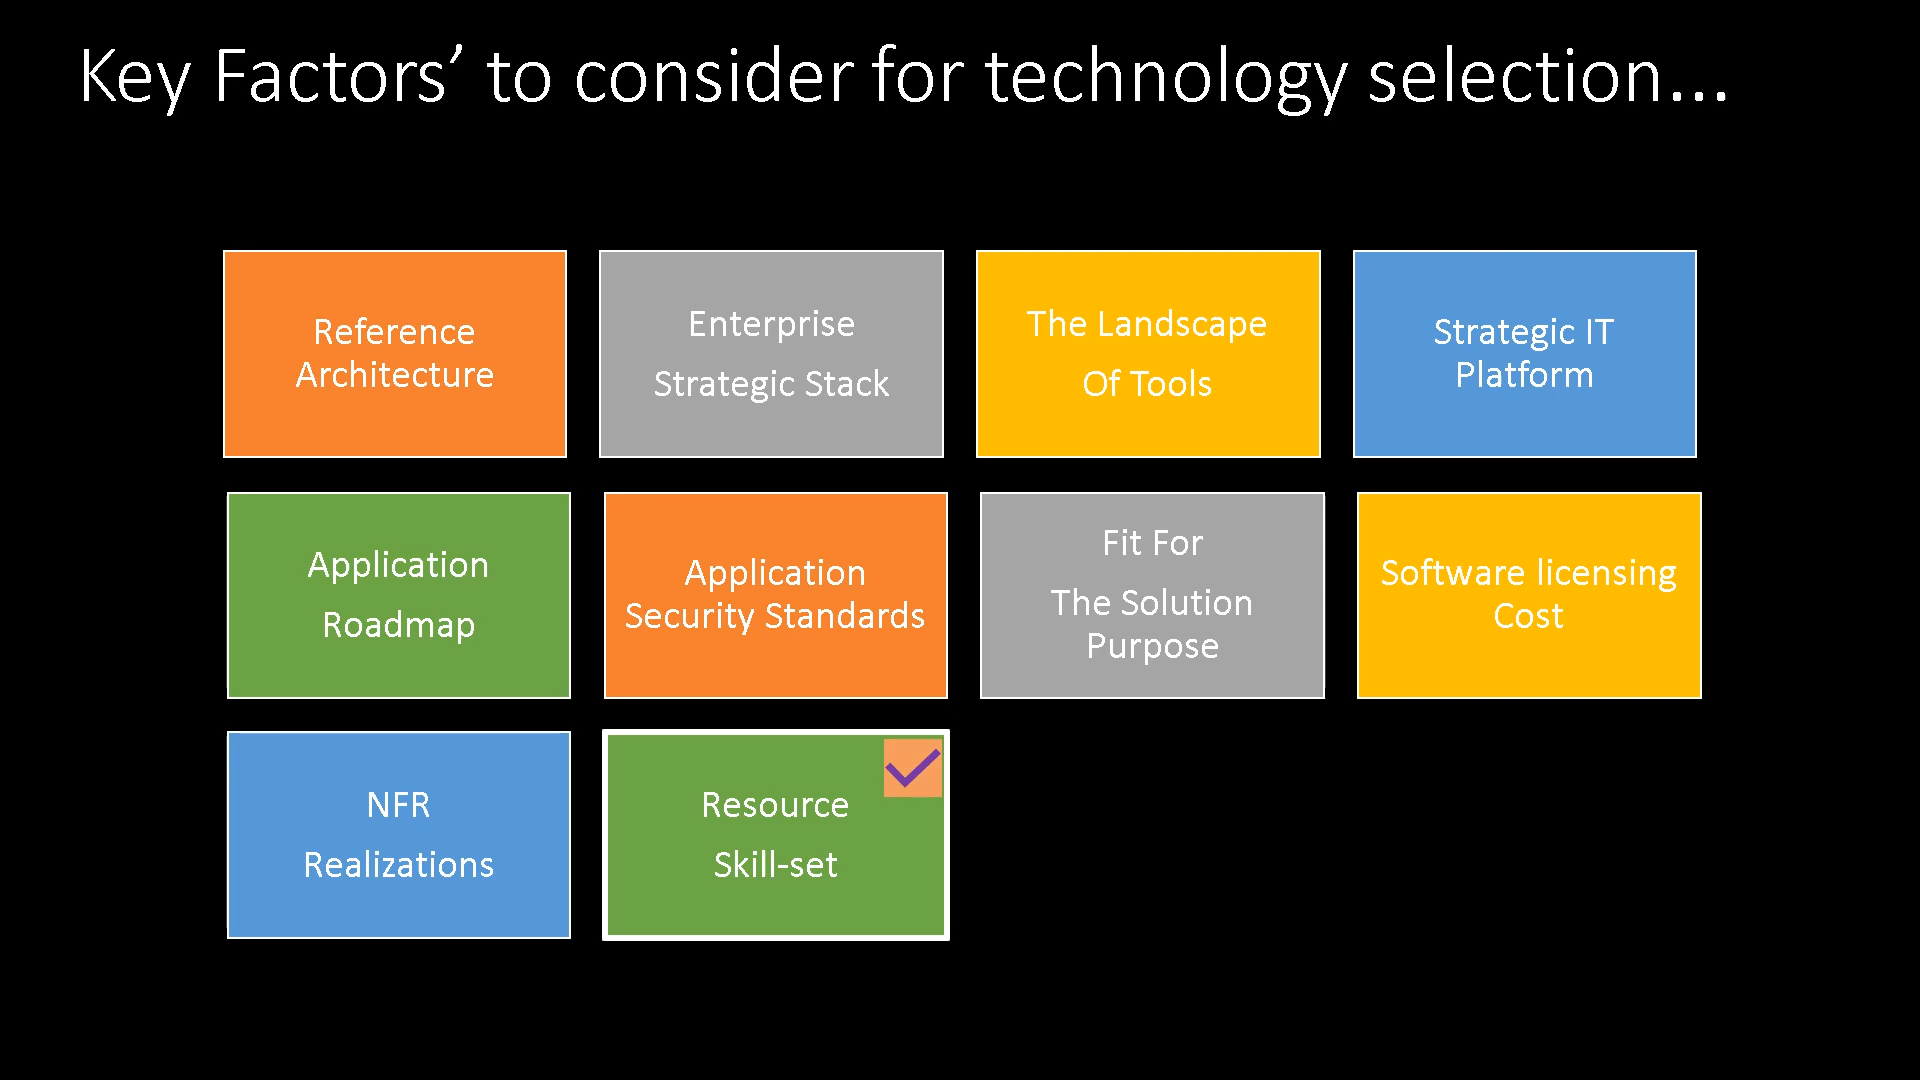 Key Factors’ to consider for technology selection...
Reference
Architecture
Enterprise
Strategic Stack
The Landscape
Of Tools
Strategic IT
Platform
Application
Roadmap
Application
Security Standards
Fit For
The Solution
Purpose
Software licensing
Cost
NFR
Realizations
Resource
Skill-set